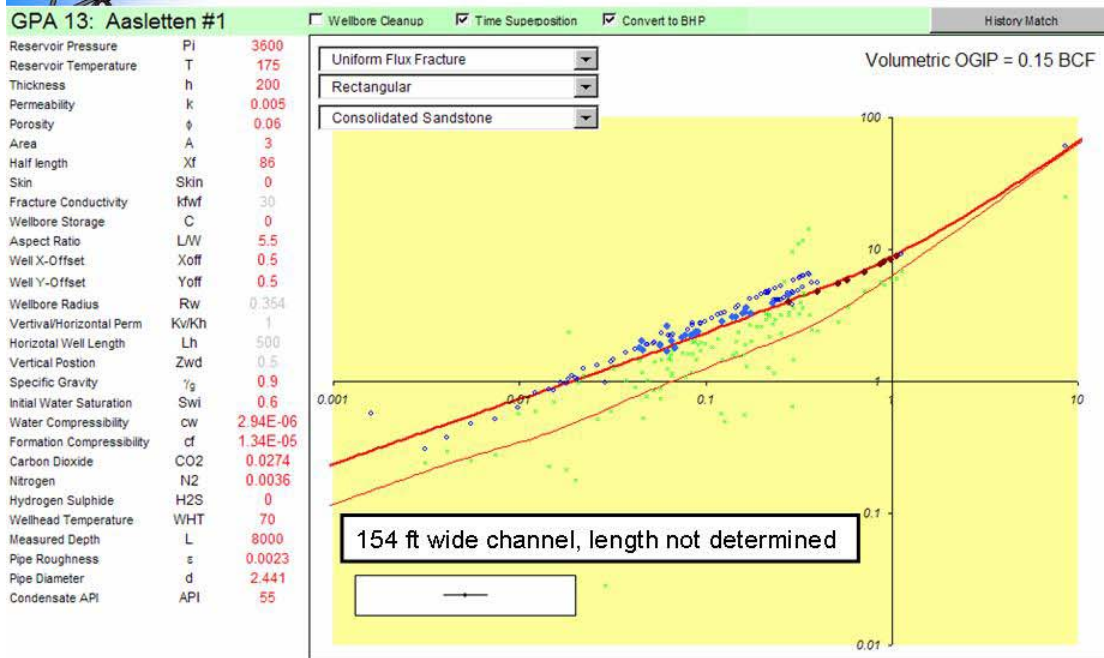 GPA 13: Aasletten #1
Wellbore Cleanup
Time Superposition
Convert to BHP
History Match
Reservoir Pressure Pi 3600
Reservoir Temperature T 175
Thickness h 200
Permeability k 0.005
Porosity ϕ 0.06
Area A 3
Half length Xf 86
Skin Skin 0
Fracture Conductivity kfwf 30
Wellbore Storage C 0
Aspect Ratio L/W 5.5
Well X-Offset Xoff 0.5
Well Y-Offset Yoff 0.5
Wellbore Radius Rw 0.354
Vertival/Horizontal Perm Kv/Kh 1
Horizotal Well Length Lh 500
Vertical Postion Zwd 0.5
Specific Gravity γg 0.9
Initial Water Saturation Swi 0.6
Water Compressibility cw 2.94E-06
Formation Compressibility cf 1.34E-05
Carbon Dioxide CO2 0.0274
Nitrogen N2 0.0036
Hydrogen Sulphide H2S 0
Wellhead Temperature WHT 70
Measured Depth L 8000
Pipe Roughness ε 0.0023
Pipe Diameter d 2.441
Condensate API API 55
Uniform Flux Fracture
Rectangular
Consolidated Sandstone
Volumetric OGIP = 0.15 BCF
100
10
1
0.001 0.01 0.1 10
0.1
154 ft wide channel, length not determined
0.01